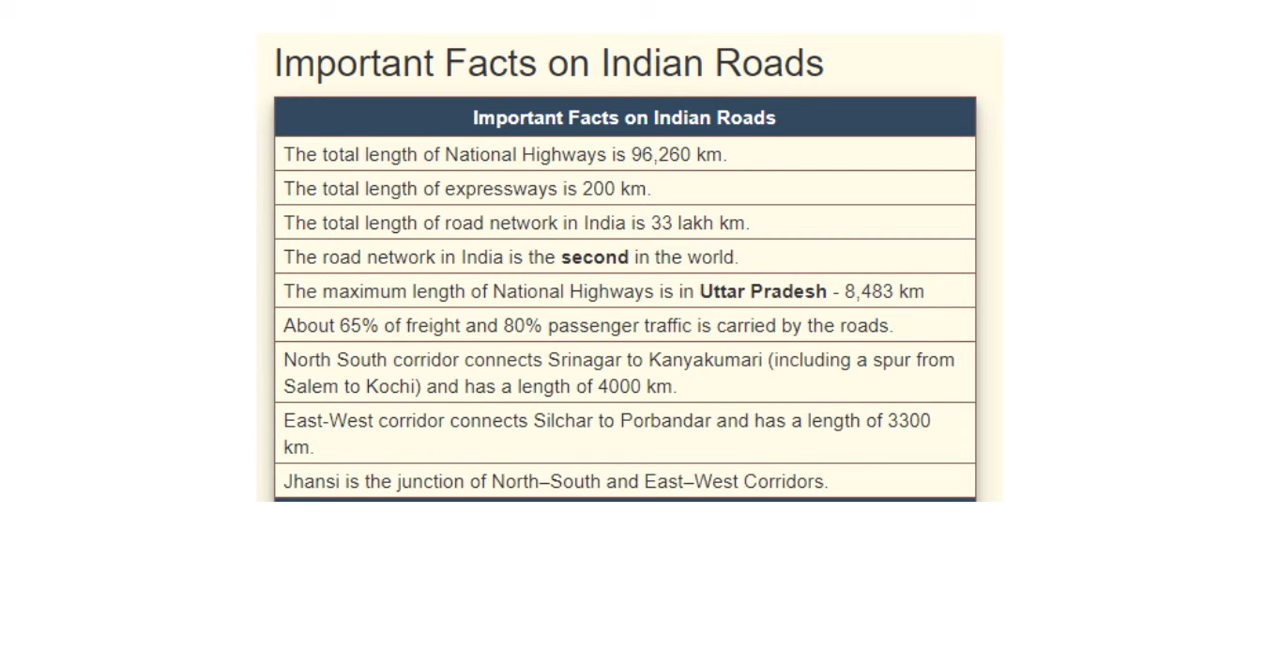 Important Facts on Indian Roads
Important Facts on Indian Roads
The total length of National Highways is 96,260 km.
The total length of expressways is 200 km.
The total length of road network in India is 33 lakh km.
The road network in India is the second in the world.
The maximum length of National Highways is in Uttar Pradesh - 8,483 km
About 65% of freight and 80% passenger traffic is carried by the roads.
North South corridor connects Srinagar to Kanyakumari (including a spur from
Salem to Kochi) and has a length of 4000 km.
East-West corridor connects Silchar to Porbandar and has a length of 3300
km.
Jhansi is the junction of North–South and East–West Corridors.